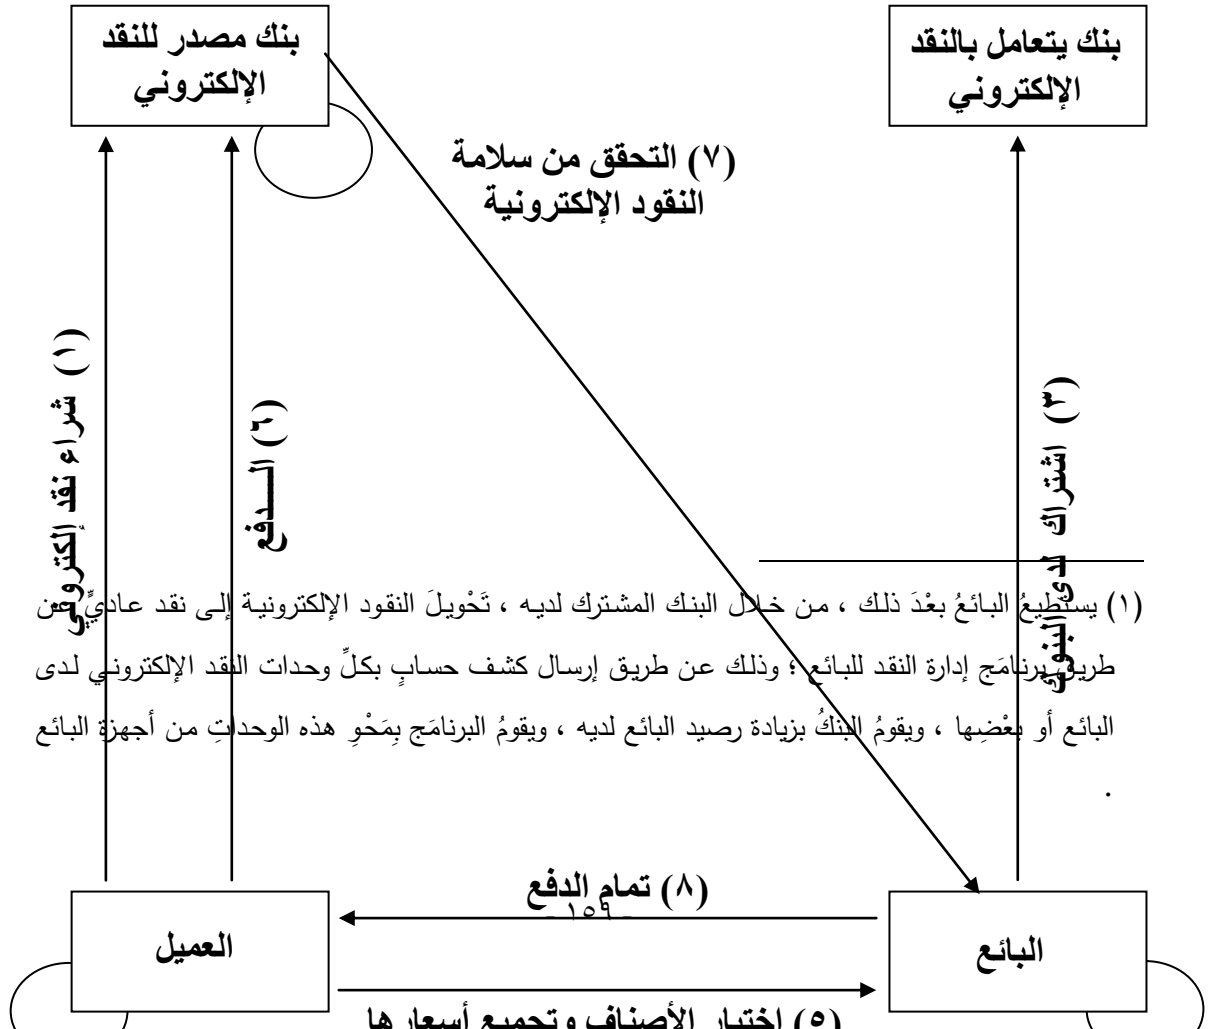 بنك يتعامل بالنقد
الإلكتروني
بنك مصدر للنقد
الإلكتروني
(٧) التحقق من سلامة
النقود الإلكترونية
(٣) اشتراك لدى البنوك
(٦) الـــدفع
(١) شراء نقد إلكتروني
(١) يستطيعُ البائعُ بعْدَ ذلك ، من خلال البنك المشترك لديه ، تَحْويلَ النقود الإلكترونية إلى نقد عاديٍّ عن
طريق برنامَج إدارة النقد للبائع ؛ وذلك عن طريق إرسال كشف حسابٍ بكلِّ وحدات النقد الإلكتروني لدى
البائع أو بعْضِها ، ويقومُ البنكُ بزيادة رصيد البائع لديه ، ويقومُ البرنامَج بِمَحْوِ هذه الوحداتِ من أجهزةِ البائع
.
(٨) تمام الدفع
- ١٥٩ -
البائع
العميل
(٥) اختيار الأصناف وتجميع أسعارها